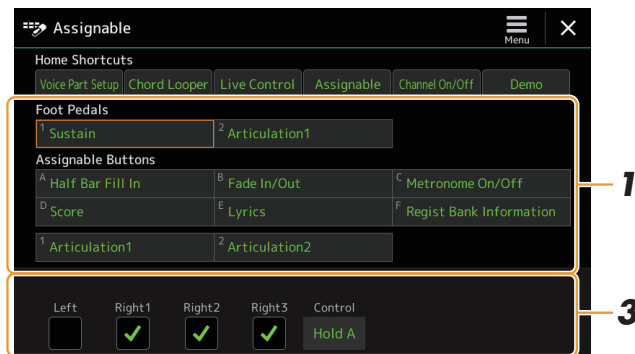 Assignable
Menu
Home Shortcuts
Voice Part Setup Chord Looper Live Control Assignable Channel On/Off Demo
Foot Pedals
1 Sustain 2 Articulation1
Assignable Buttons
A Half Bar Fill In B Fade In/Out C Metronome On/Off
1
D Score E Lyrics F Regist Bank Information
1 Articulation1 2 Articulation2
Left Right1 Right2 Right3 Control
3
Hold A